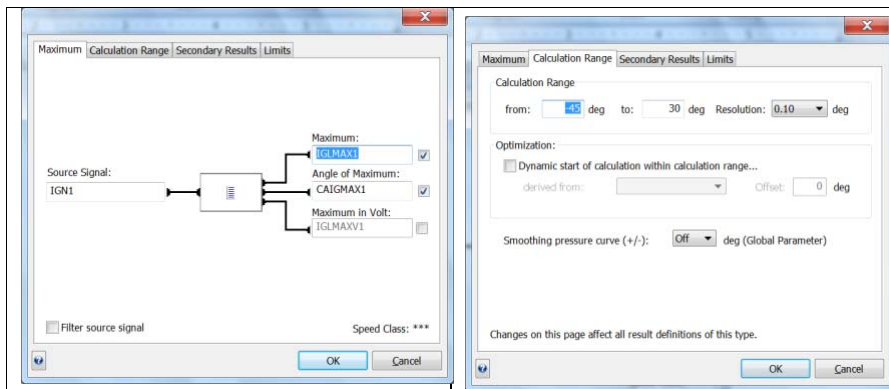 Maximum Calculation Range Secondary Results Limits
Maximum:
IGLMAX1
Source Signal:
Angle of Maximum:
IGN1
CAIGMAX1
Maximum in Volt:
IGLMAXV1
Filter source signal
Speed Class: ***
OK Cancel
Maximum Calculation Range Secondary Results Limits
Calculation Range
from: -45 deg to: 30 deg Resolution: 0.10 deg
Optimization:
Dynamic start of calculation within calculation range...
derived from: Offset: 0 deg
Smoothing pressure curve (+/-): Off deg (Global Parameter)
Changes on this page affect all result definitions of this type.
OK Cancel